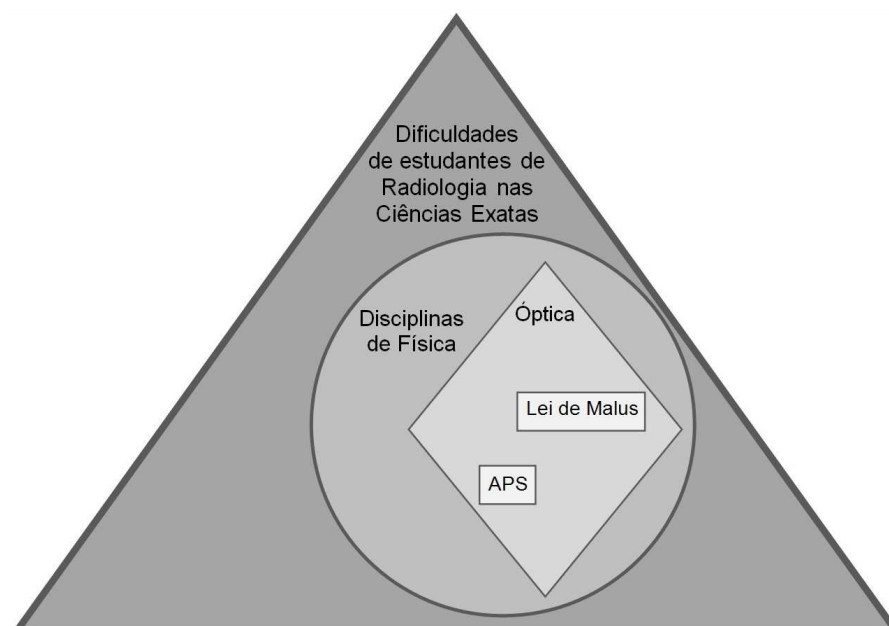 Dificuldades
de estudantes de
Radiologia nas
Ciências Exatas
Disciplinas
de Física
Óptica
Lei de Malus
APS